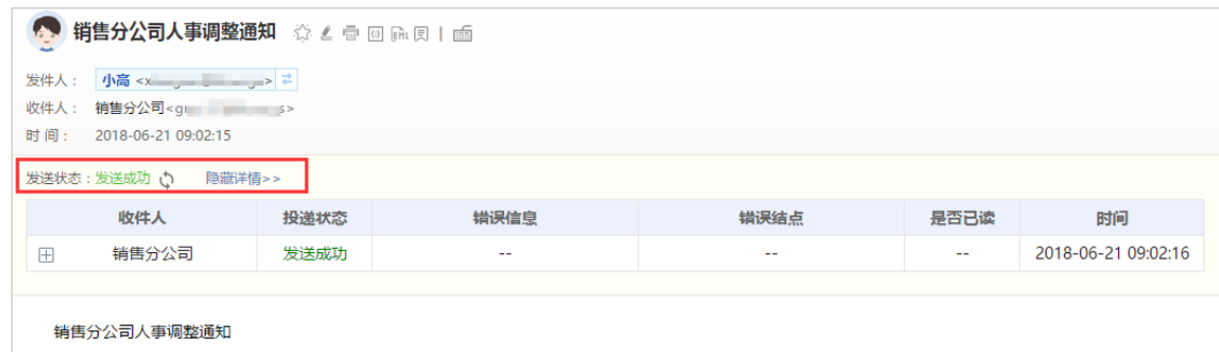 销售分公司人事调整通知
发件人： 小高 <x
收件人： 销售分公司<g s>
时 间： 2018-06-21 09:02:15
发送状态：发送成功 隐藏详情>>
收件人 投递状态 错误信息 错误结点 是否已读 时间
销售分公司 发送成功 -- -- -- 2018-06-21 09:02:16
销售分公司人事调整通知